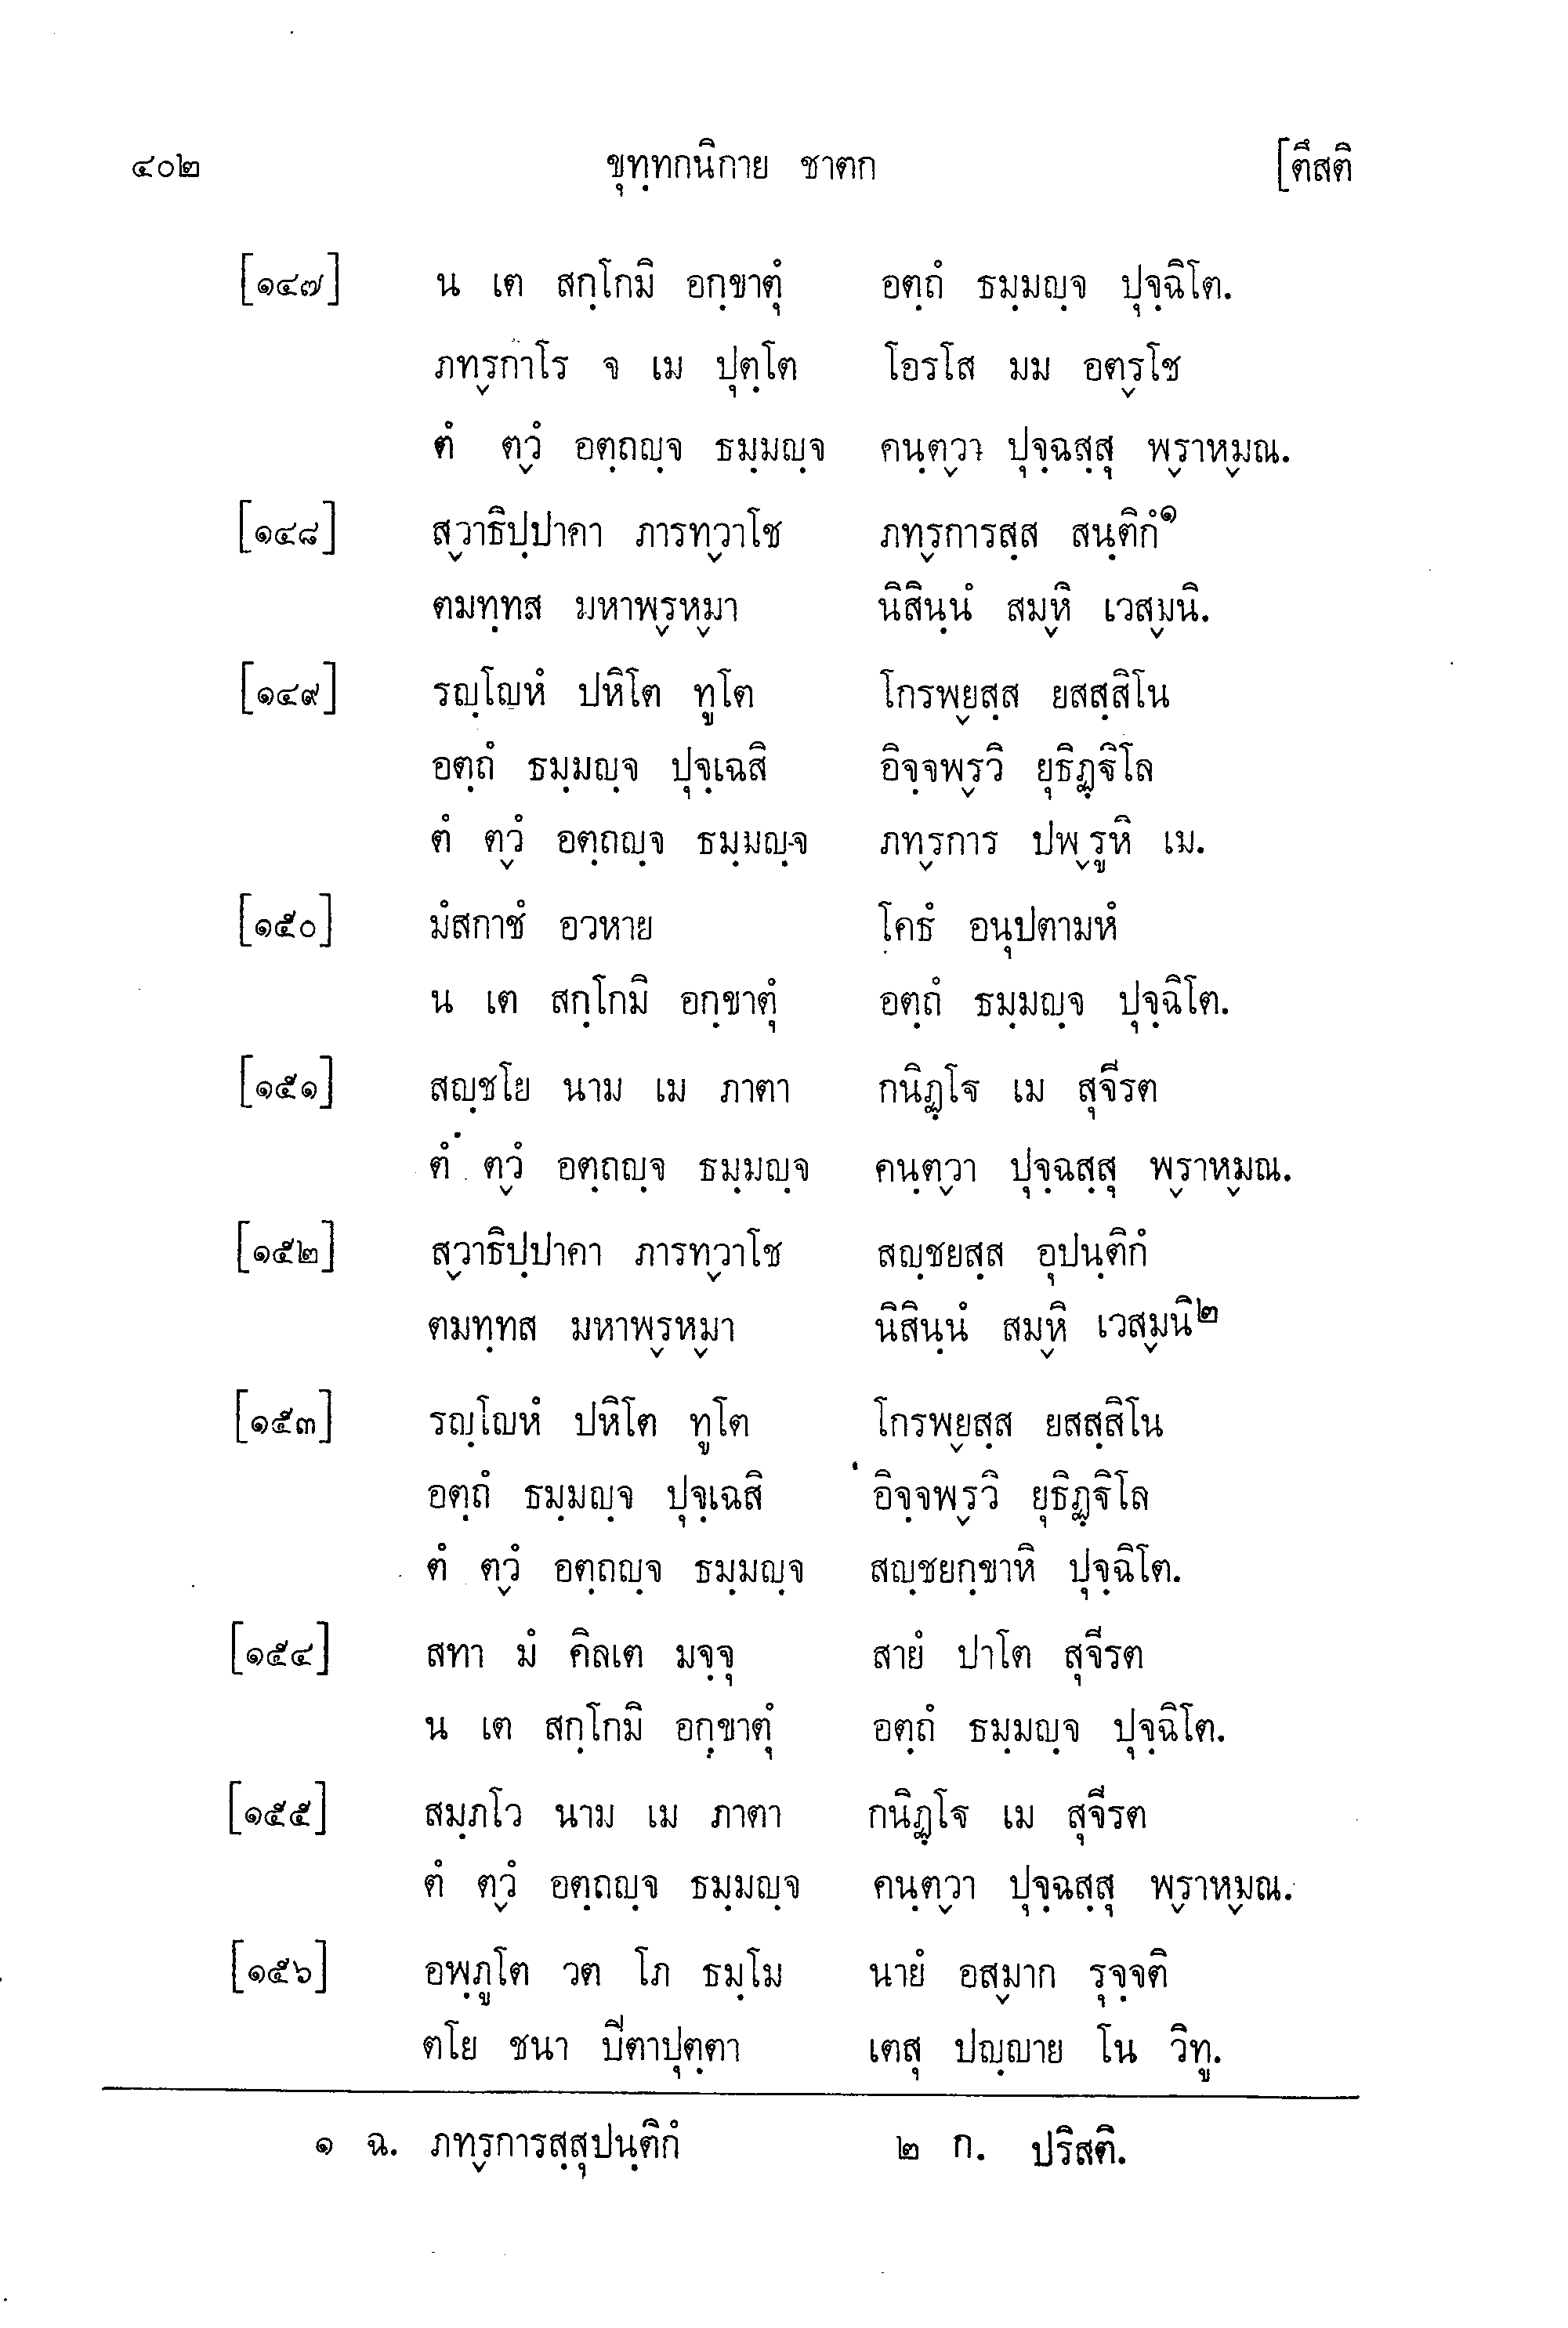 ๔๐๒ ขุทฺทกนิกาย ชาตก [ตึสติ
[๑๔๗] น เต สกฺโกมิ อกฺขาตุํ อตฺถํ ธมฺมญฺจ ปุจฺฉิโต.
ภทฺรกาโร จ เม ปุตฺโต โอรโส มม อตฺรโช
ตํ ตฺวํ อตฺถญฺจ ธมฺมญฺจ คนฺตฺวา ปุจฺฉสฺสุ พฺราหฺมณ.
[๑๔๘] สฺวาธิปฺปาคา ภารทฺวาโช ภทฺรการสฺส สนฺติกํ๑
ตมทฺทส มหาพฺรหฺมา นิสินฺนํ สมฺหิ เวสฺมนิ.
[๑๔๙] รญฺโญหํ ปหิโต ทูโต โกรพฺยสฺส ยสสฺสิโน
อตฺถํ ธมฺมญฺจ ปุจฺเฉสิ อิจฺจพฺรวิ ยุธิฏฺฐิโล
ตํ ตฺวํ อตฺถญฺจ ธมฺมญฺจ ภทฺรการ ปพฺรูหิ เม.
[๑๕๐] มํสกาชํ อวหาย โคธํ อนุปตามหํ
น เต สกฺโกมิ อกฺขาตุํ อตฺถํ ธมฺมญฺจ ปุจฺฉิโต.
[๑๕๑] สญฺชโย นาม เม ภาตา กนิฏฺโฐ เม สุจีรต
ตํ ตฺวํ อตฺถญฺจ ธมฺมญฺจ คนฺตฺวา ปุจฺฉสฺสุ พฺราหฺมณ.
[๑๕๒] สฺวาธิปฺปาคา ภารทฺวาโช สญฺชยสฺส อุปนฺติกํ
ตมทฺทส มหาพฺรหฺมา นิสินฺนํ สมฺหิ เวสฺมนิ๒
[๑๕๓] รญฺโญหํ ปหิโต ทูโต โกรพฺยสฺส ยสสฺสิโน
อตฺถํ ธมฺมญฺจ ปุจฺเฉสิ อิจฺจพฺรวิ ยุธิฏฺฐิโล
ตํ ตฺวํ อตฺถญฺจ ธมฺมญฺจ สญฺชยกฺขาหิ ปุจฺฉิโต.
[๑๕๔] สทา มํ คิลเต มจฺจุ สายํ ปาโต สุจีรต
น เต สกฺโกมิ อกฺขาตุํ อตฺถํ ธมฺมญฺจ ปุจฺฉิโต.
[๑๕๕] สมฺภโว นาม เม ภาตา กนิฏฺโฐ เม สุจีรต
ตํ ตฺวํ อตฺถญฺจ ธมฺมญฺจ คนฺตฺวา ปุจฺฉสฺสุ พฺราหฺมณ.
[๑๕๖] อพฺภูโต วต โภ ธมฺโม นายํ อสฺมาก รุจฺจติ
ตโย ชนา ปีตาปุตฺตา เตสุ ปญฺญาย โน วิทู.
๑ ฉ. ภทฺรการสฺสุปนฺติกํ ๒ ก. ปริสติ.